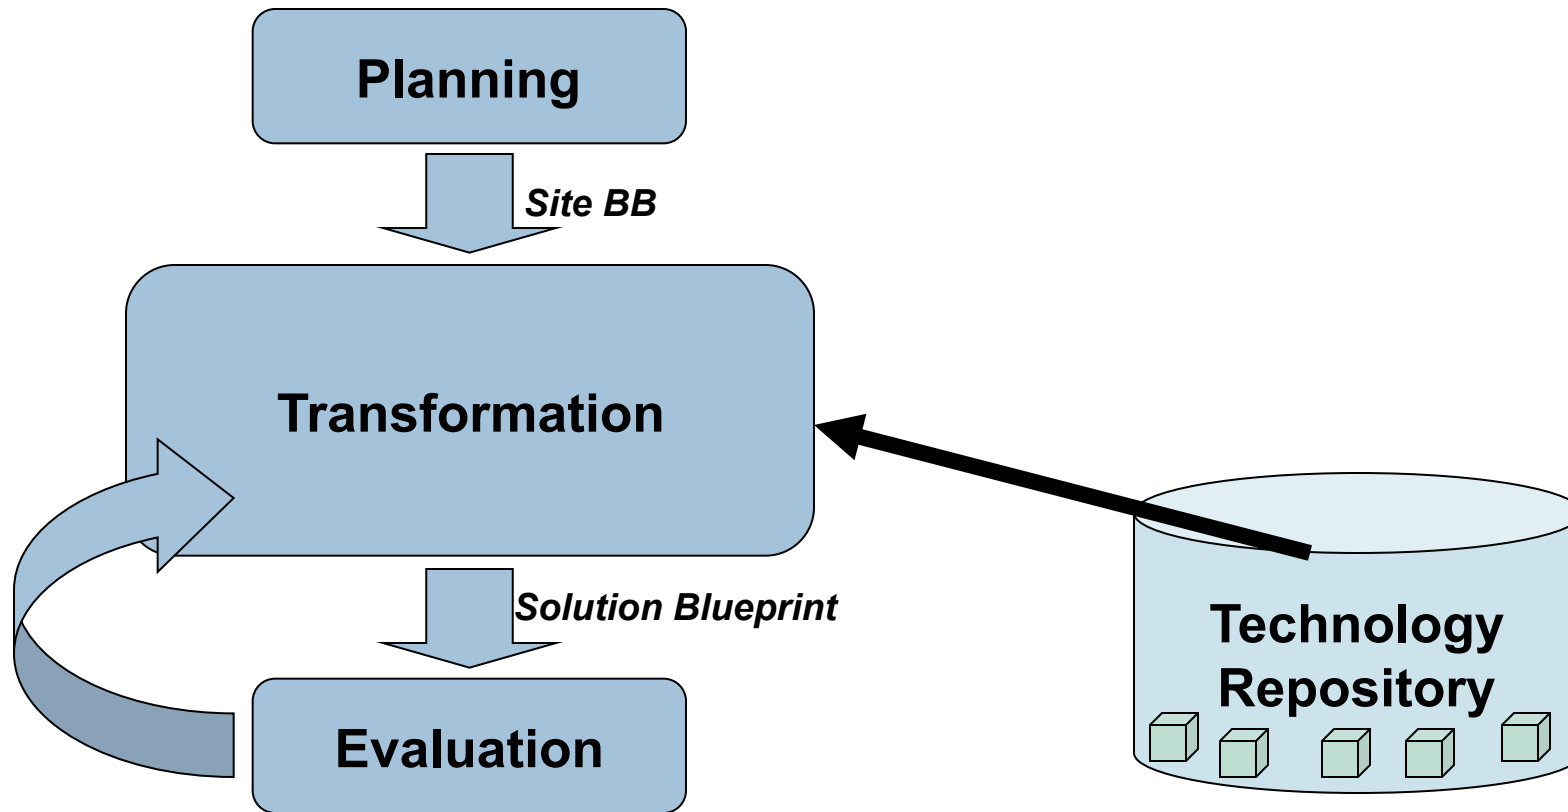 Planning
Site BB
Transformation
Solution Blueprint
Technology
Repository
Evaluation